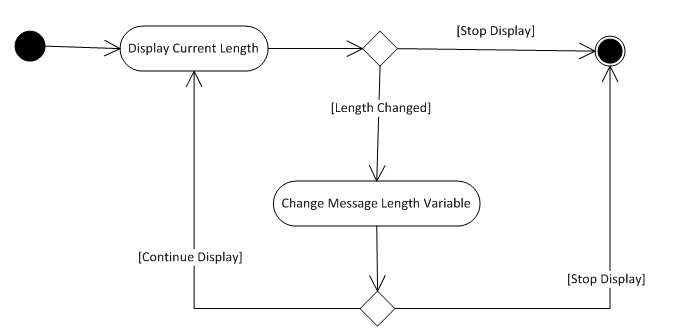 [Stop Display]
Display Current Length
[Length Changed]
Change Message Length Variable
[Continue Display]
[Stop Display]